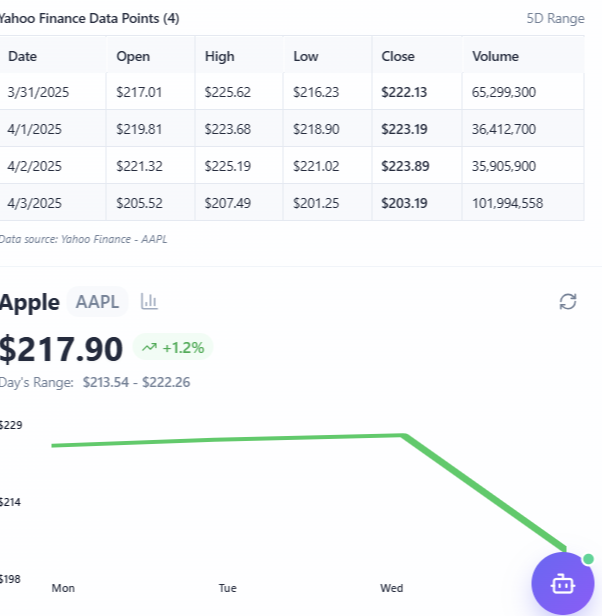 Yahoo Finance Data Points (4) 5D Range
Date Open High Low Close Volume
3/31/2025 $217.01 $225.62 $216.23 $222.13 65,299,300
4/1/2025 $219.81 $223.68 $218.90 $223.19 36,412,700
4/2/2025 $221.32 $225.19 $221.02 $223.89 35,905,900
4/3/2025 $205.52 $207.49 $201.25 $203.19 101,994,558
Data source: Yahoo Finance - AAPL
Apple AAPL
$217.90 +1.2%
Day's Range: $213.54 - $222.26
$229
$214
$198
Mon Tue Wed